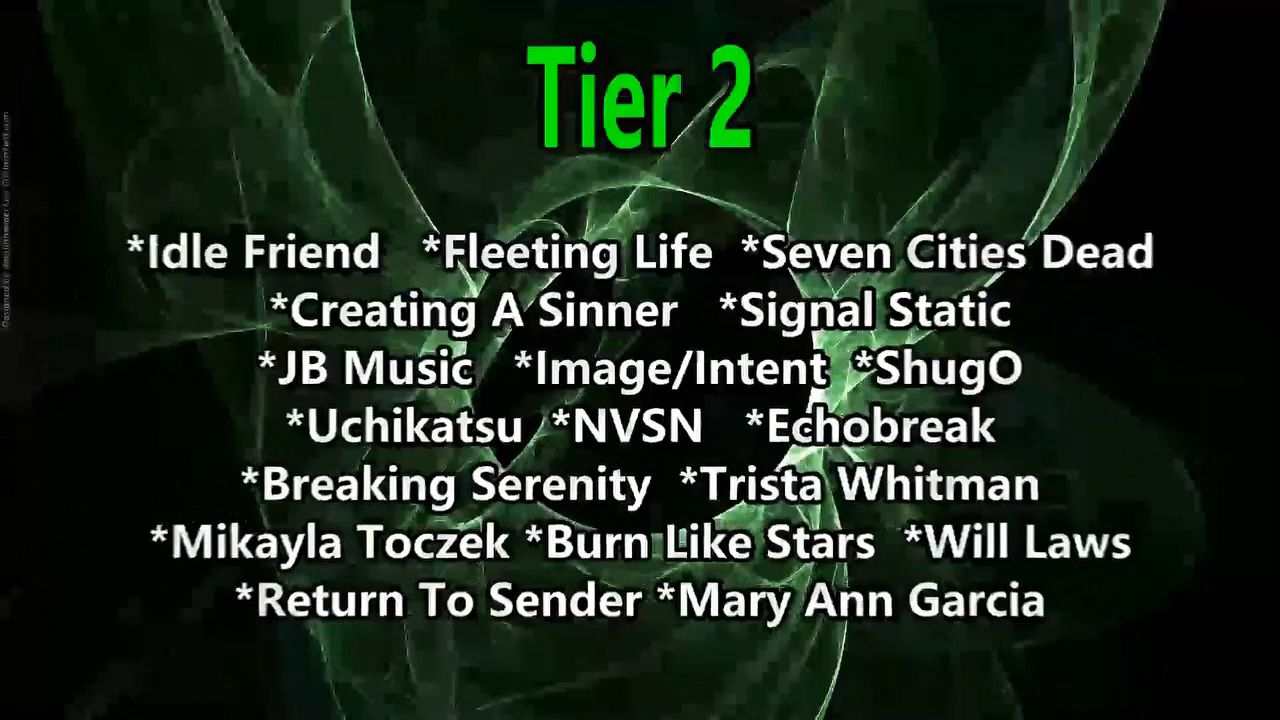 Tier 2
*Idle Friend *Fleeting Life *Seven Cities Dead
*Creating A Sinner *Signal Static
*JB Music *Image/Intent *ShugO
*Uchikatsu *NVSN *Echobreak
*Breaking Serenity *Trista Whitman
*Mikayla Toczek *Burn Like Stars *Will Laws
*Return To Sender *Mary Ann Garcia